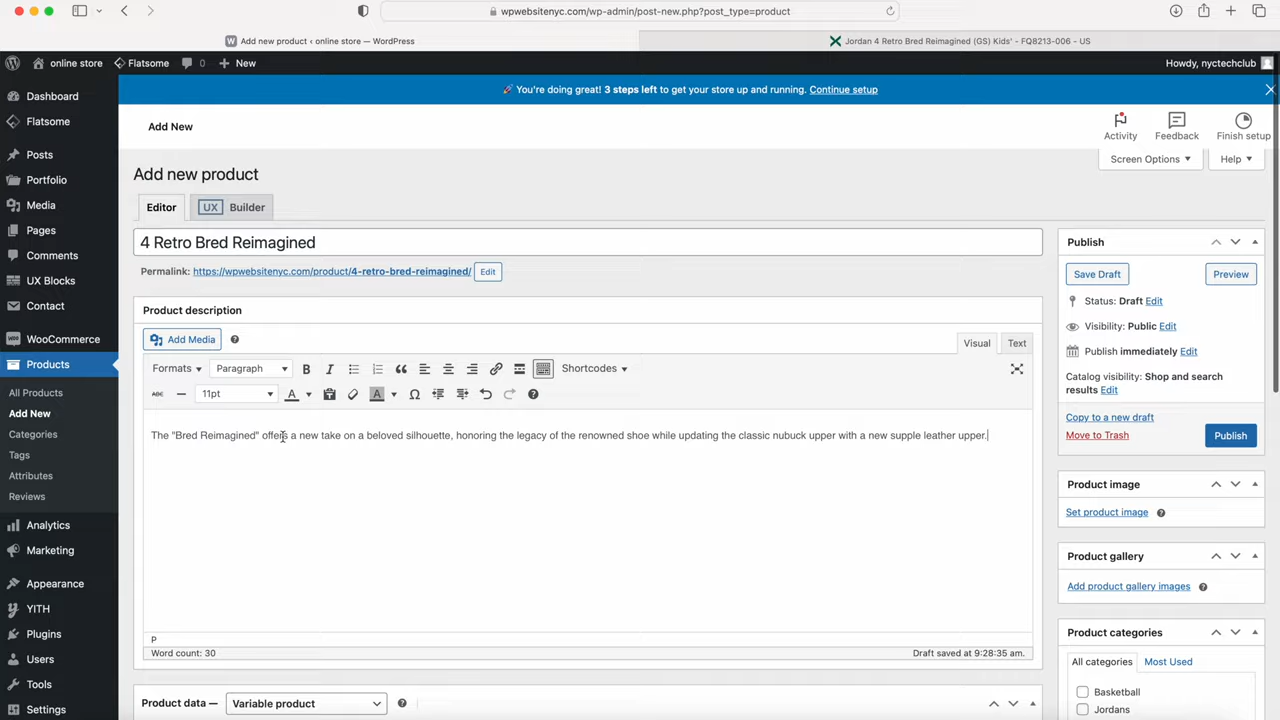 wpwebsitenyc.com/wp-admin/post-new.php?post_type=product
Add new product ‹ online store — WordPress
Jordan 4 Retro Bred Reimagined (GS) Kids' - FQ8213-006 - US
online store
Flatsome
0
New
Howdy, nyctechclub
Dashboard
Flatsome
Posts
Portfolio
Media
Pages
Comments
UX Blocks
Contact
WooCommerce
Products
All Products
Add New
Categories
Tags
Attributes
Reviews
Analytics
Marketing
Appearance
YITH
Plugins
Users
Tools
Settings
🚀 You're doing great! 3 steps left to get your store up and running. Continue setup
Add New
Activity
Feedback
Finish setup
Screen Options
Help
Add new product
Editor
UX Builder
4 Retro Bred Reimagined
Permalink: https://wpwebsitenyc.com/product/4-retro-bred-reimagined/ Edit
Product description
Add Media
Visual
Text
Formats
Paragraph
B
I
Shortcodes
ABC
11pt
A
A
The "Bred Reimagined" offers a new take on a beloved silhouette, honoring the legacy of the renowned shoe while updating the classic nubuck upper with a new supple leather upper.
P
Word count: 30
Draft saved at 9:28:35 am.
Product data —
Variable product
Publish
Save Draft
Preview
Status: Draft Edit
Visibility: Public Edit
Publish immediately Edit
Catalog visibility: Shop and search
results Edit
Copy to a new draft
Move to Trash
Publish
Product image
Set product image
Product gallery
Add product gallery images
Product categories
All categories
Most Used
Basketball
Jordans